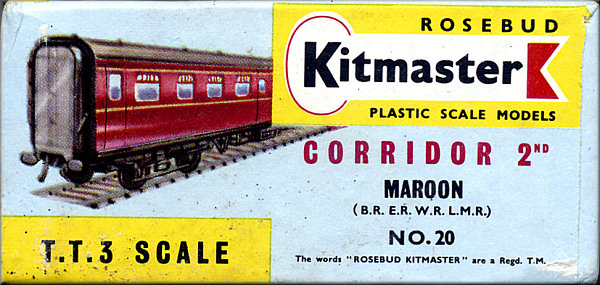 ROSEBUD
Kitmaster
PLASTIC SCALE MODELS
CORRIDOR 2ND
MAROON
(B.R. E.R. W.R. L.M.R.)
NO. 20
The words "ROSEBUD KITMASTER" are a Regd. T.M.
T.T.3 SCALE